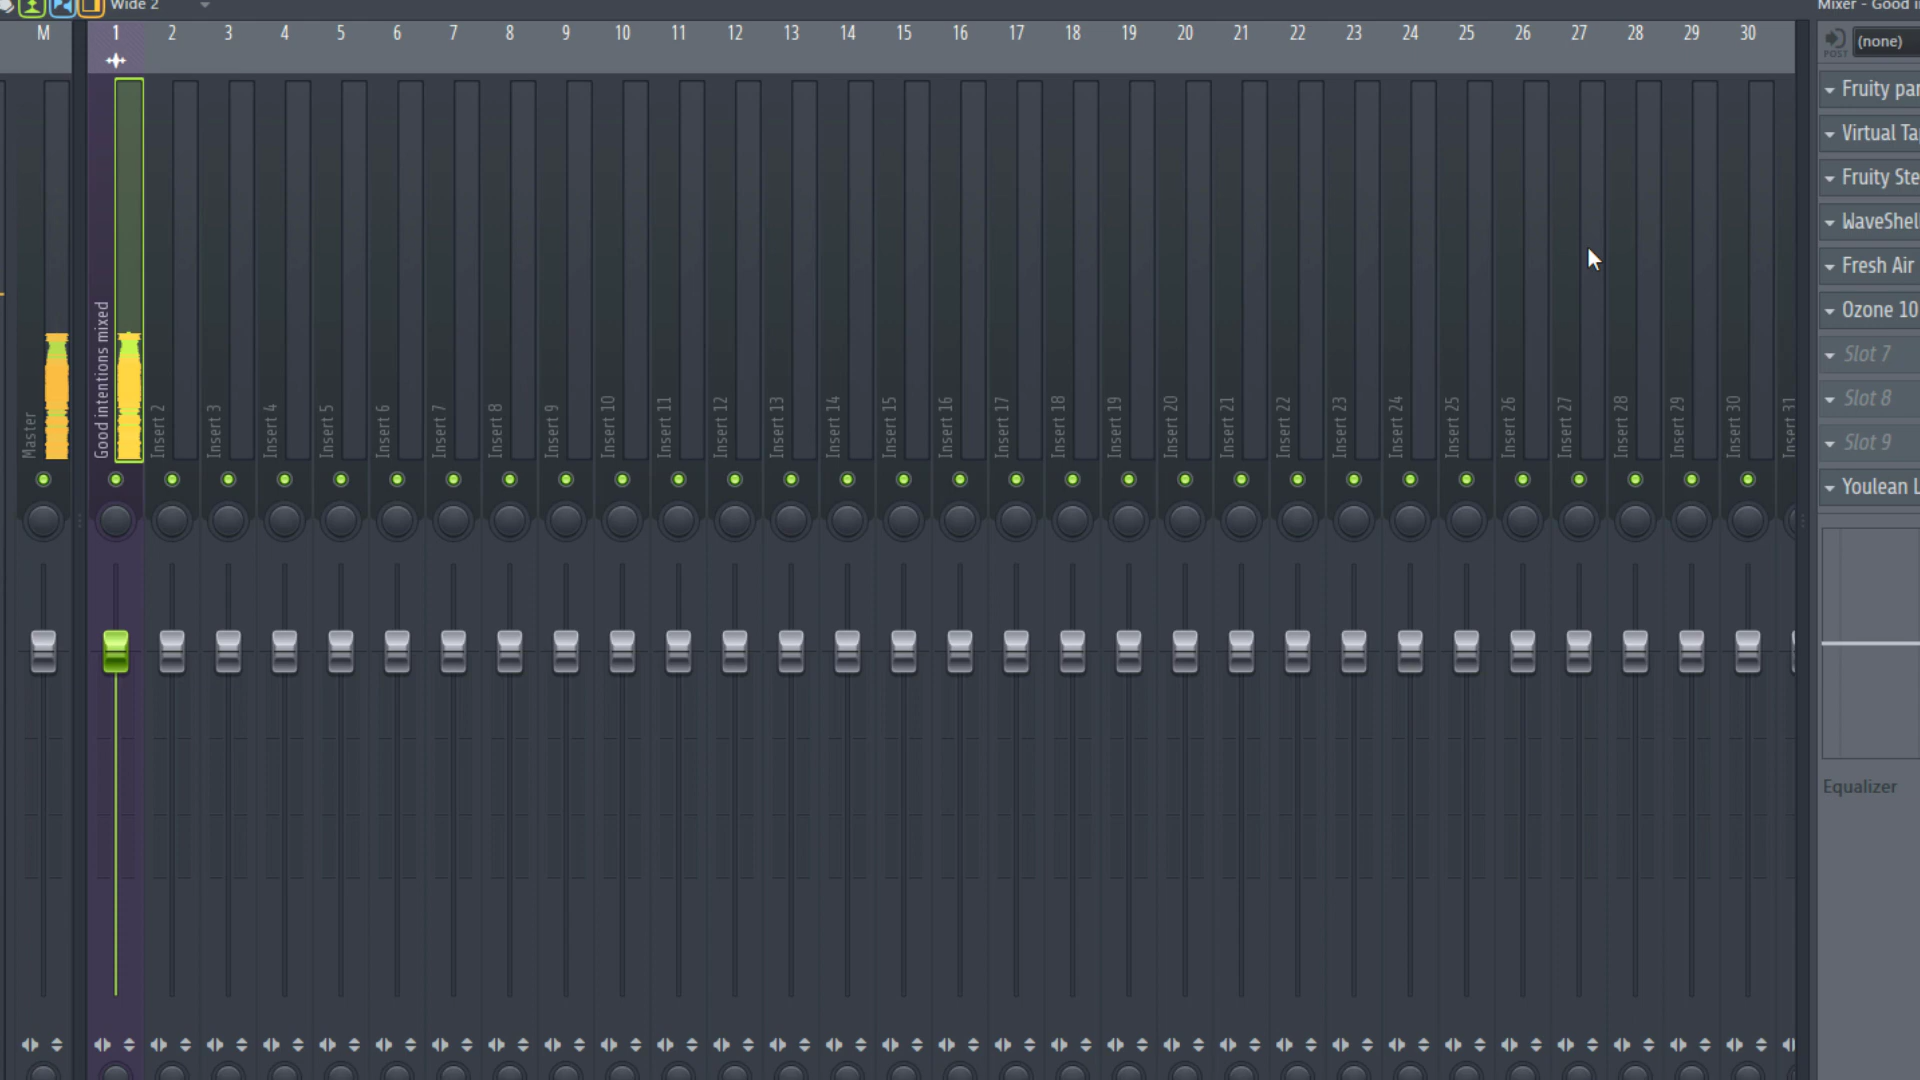 Wide 2
Mixer - Good i
M 1 2 3 4 5 6 7 8 9 10 11 12 13 14 15 16 17 18 19 20 21 22 23 24 25 26 27 28 29 30
POST
(none)
Fruity par
Virtual Ta
Fruity Ste
WaveShell
Fresh Air
Ozone 10
Slot 7
Slot 8
Slot 9
Youlean L
Equalizer
Master
Good intentions mixed
Insert 2
Insert 3
Insert 4
Insert 5
Insert 6
Insert 7
Insert 8
Insert 9
Insert 10
Insert 11
Insert 12
Insert 13
Insert 14
Insert 15
Insert 16
Insert 17
Insert 18
Insert 19
Insert 20
Insert 21
Insert 22
Insert 23
Insert 24
Insert 25
Insert 26
Insert 27
Insert 28
Insert 29
Insert 30
Insert 31